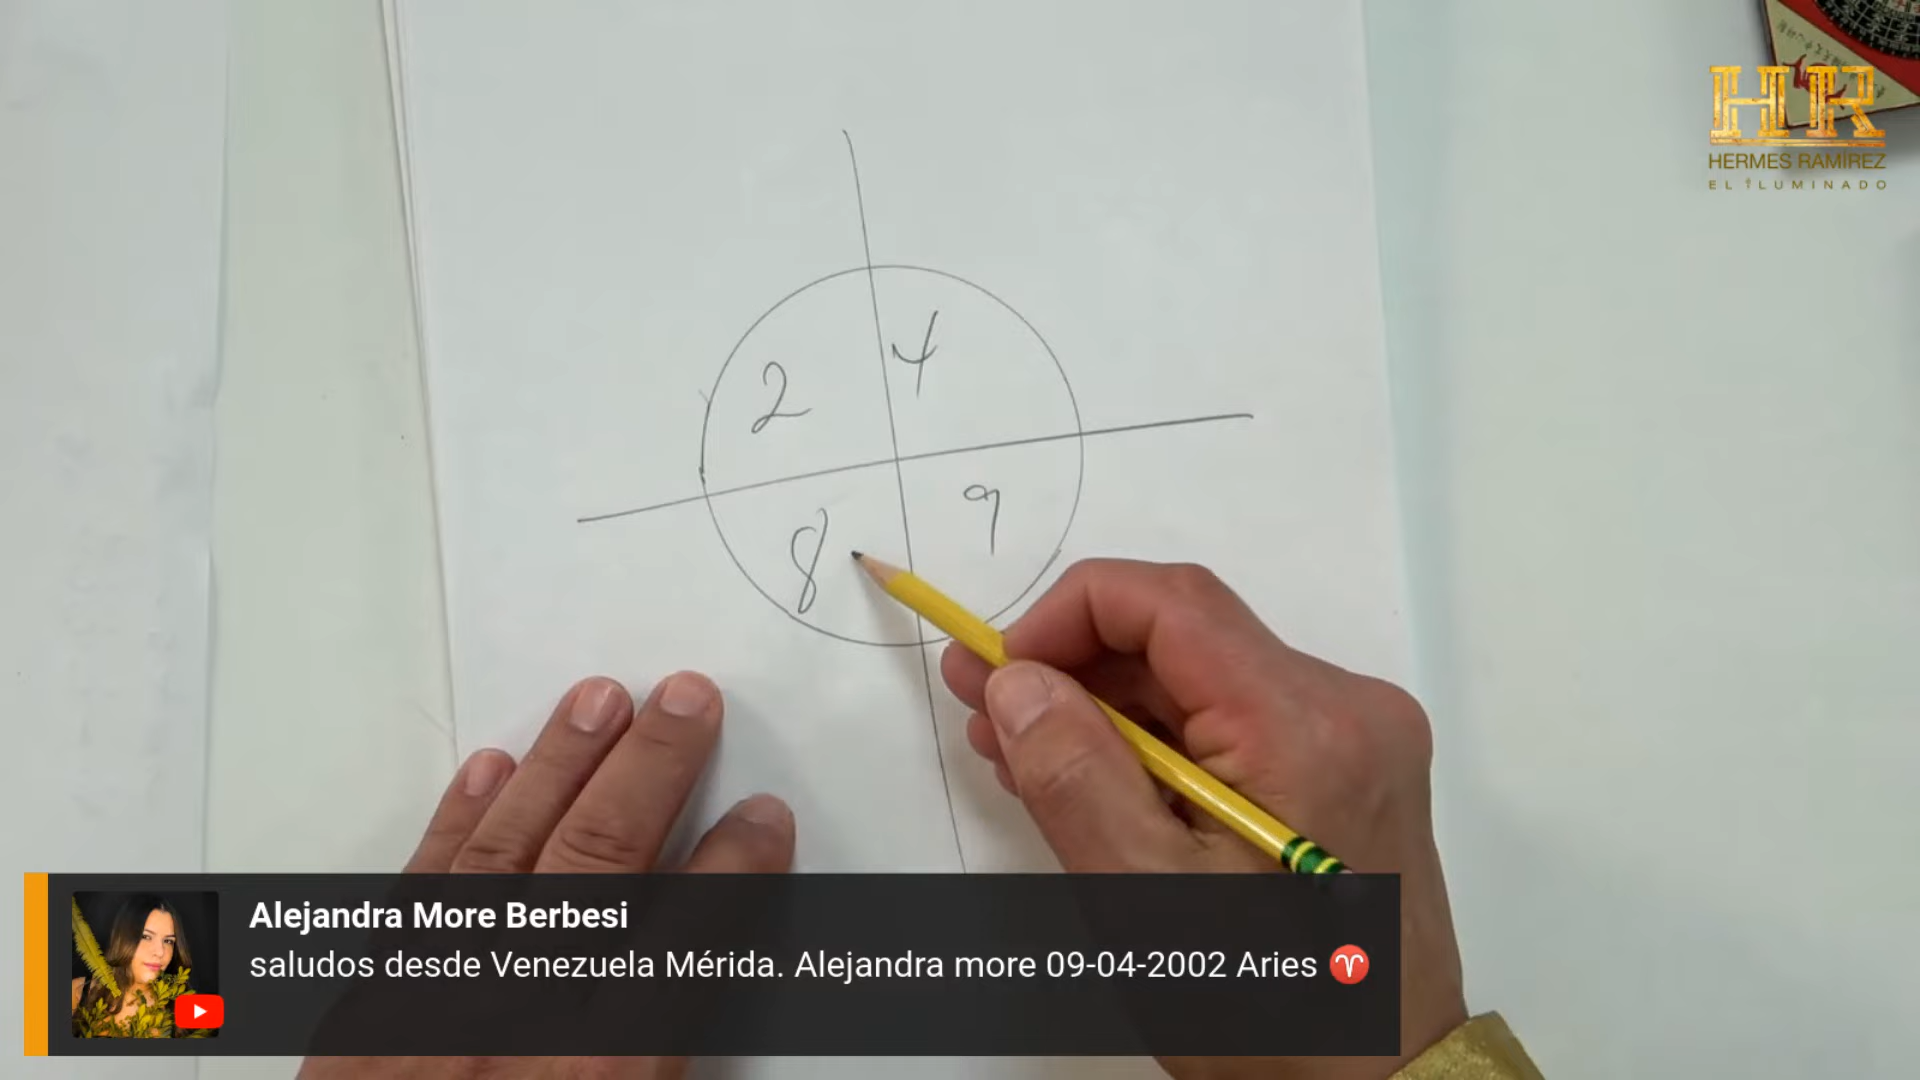 HR
HERMES RAMÍREZ
EL ILUMINADO
2
4
8
9
Alejandra More Berbesi
saludos desde Venezuela Mérida. Alejandra more 09-04-2002 Aries ♈